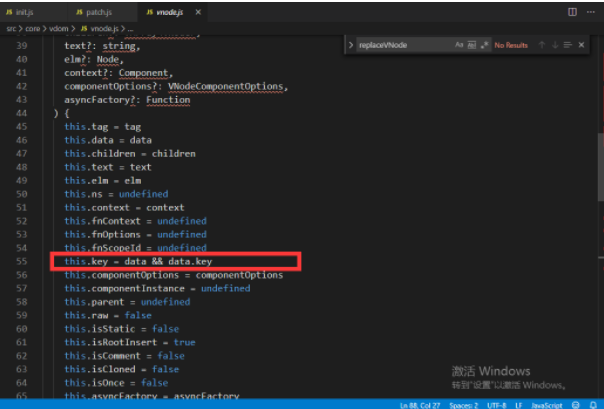 JS init.js JS patch.js JS vnode.js ×
src > core > vdom > JS vnode.js > ...
> replaceVNode Aa Ab| .* No Results ↑ ↓ ×
39 text?: string,
40 elm?: Node,
41 context?: Component,
42 componentOptions?: VNodeComponentOptions,
43 asyncFactory?: Function
44 ) {
45 this.tag = tag
46 this.data = data
47 this.children = children
48 this.text = text
49 this.elm = elm
50 this.ns = undefined
51 this.context = context
52 this.fnContext = undefined
53 this.fnOptions = undefined
54 this.fnScopeId = undefined
55 this.key = data && data.key
56 this.componentOptions = componentOptions
57 this.componentInstance = undefined
58 this.parent = undefined
59 this.raw = false
60 this.isStatic = false
61 this.isRootInsert = true
62 this.isComment = false
63 this.isCloned = false
64 this.isOnce = false
65 this.asyncFactory = asyncFactory
激活 Windows
转到"设置"以激活 Windows。
Ln 88, Col 27 Spaces: 2 UTF-8 LF JavaScript